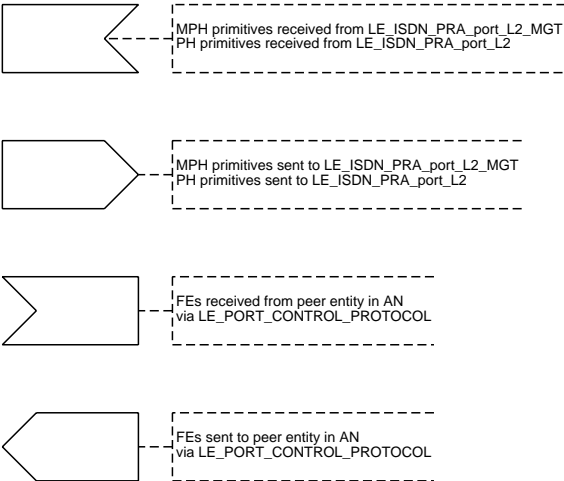 MPH primitives received from LE_ISDN_PRA_port_L2_MGT
PH primitives received from LE_ISDN_PRA_port_L2
MPH primitives sent to LE_ISDN_PRA_port_L2_MGT
PH primitives sent to LE_ISDN_PRA_port_L2
FEs received from peer entity in AN
via LE_PORT_CONTROL_PROTOCOL
FEs sent to peer entity in AN
via LE_PORT_CONTROL_PROTOCOL